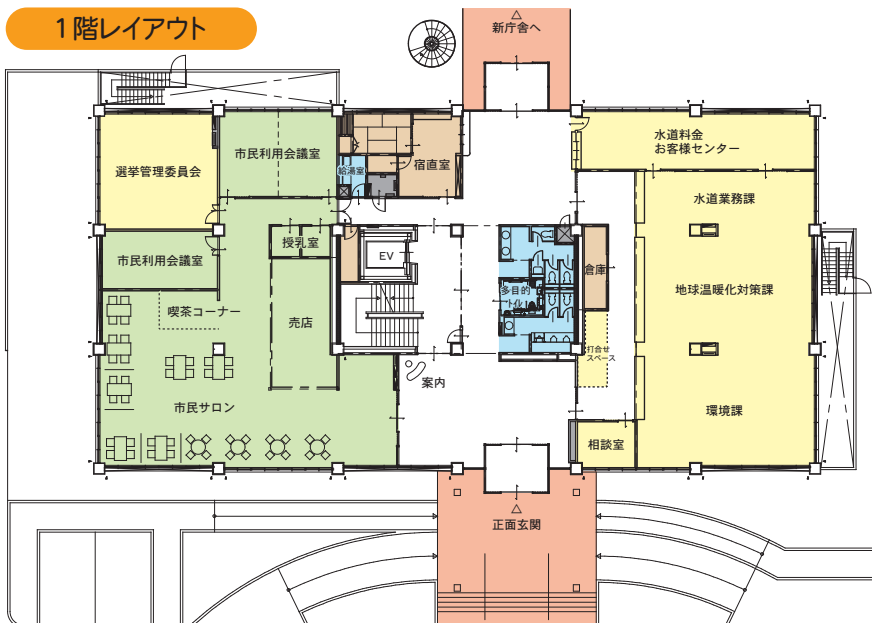 1階レイアウト
新庁舎へ
水道料金
お客様センター
市民利用会議室
宿直室
選挙管理委員会
給湯室
水道業務課
授乳室
EV
市民利用会議室
倉庫
多目的
トイレ
地球温暖化対策課
喫茶コーナー
売店
打合せ
スペース
案内
市民サロン
環境課
相談室
正面玄関